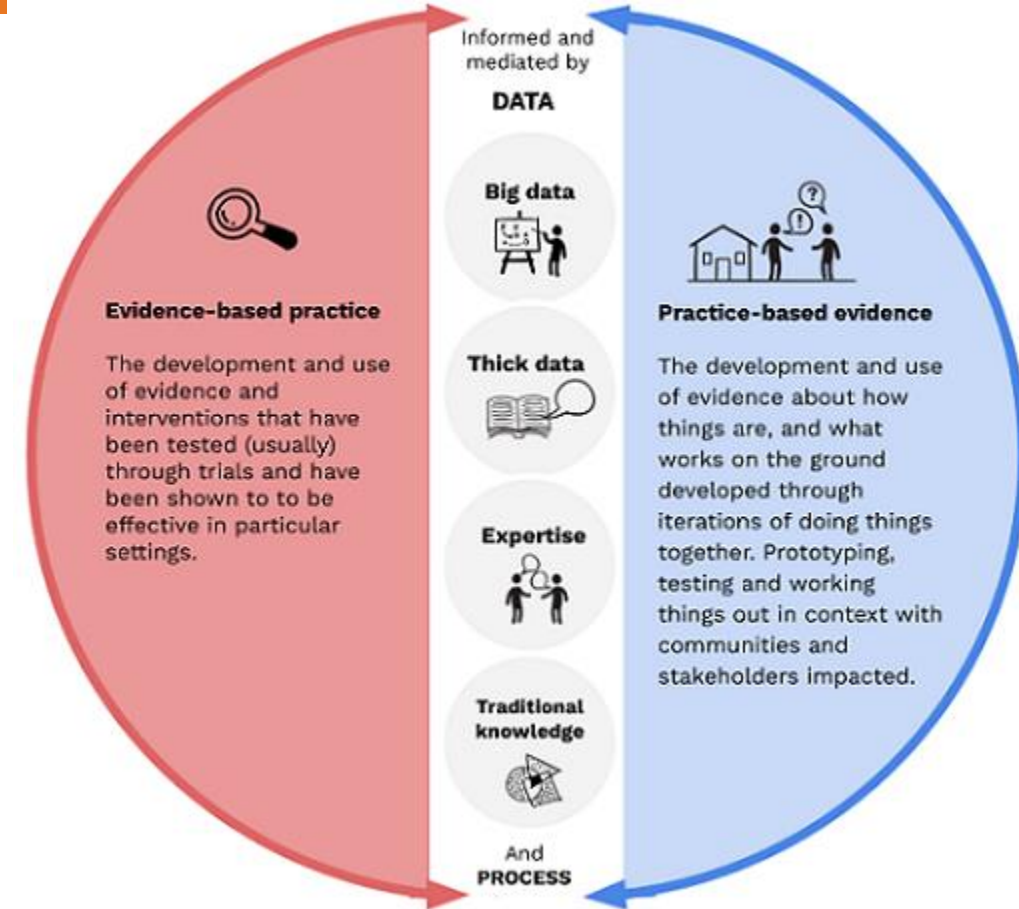 Informed and
mediated by
DATA
Big data
Thick data
Expertise
Traditional
knowledge
And
PROCESS
Evidence-based practice
The development and use
of evidence and
interventions that have
been tested (usually)
through trials and have
been shown to to be
effective in particular
settings.
?
!
Practice-based evidence
The development and use
of evidence about how
things are, and what
works on the ground
developed through
iterations of doing things
together. Prototyping,
testing and working
things out in context with
communities and
stakeholders impacted.